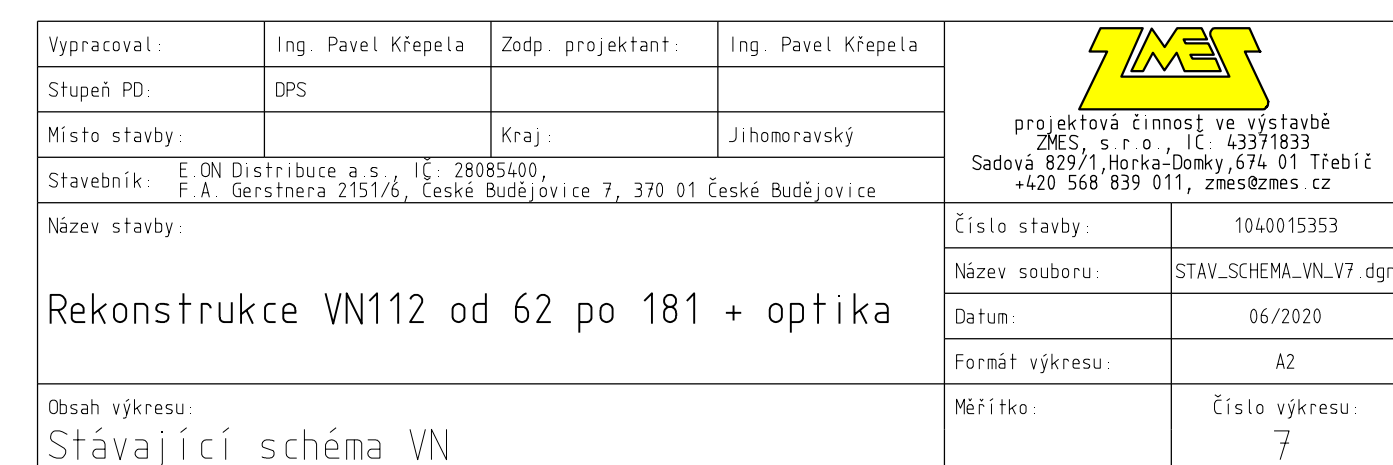 Vypracoval: Ing. Pavel Křepela Zodp. projektant: Ing. Pavel Křepela
Stupeň PD: DPS
Místo stavby: Kraj: Jihomoravský
Stavebník: E.ON Distribuce a.s., IČ: 28085400,
F.A. Gerstnera 2151/6, České Budějovice 7, 370 01 České Budějovice
ZMES
projektová činnost ve výstavbě
ZMES, s.r.o., IČ: 43371833
Sadová 829/1,Horka-Domky,674 01 Třebíč
+420 568 839 011, zmes@zmes.cz
Název stavby:
Rekonstrukce VN112 od 62 po 181 + optika
Číslo stavby: 1040015353
Název souboru: STAV_SCHEMA_VN_V7.dgn
Datum: 06/2020
Formát výkresu: A2
Obsah výkresu:
Stávající schéma VN
Měřítko: Číslo výkresu:
7